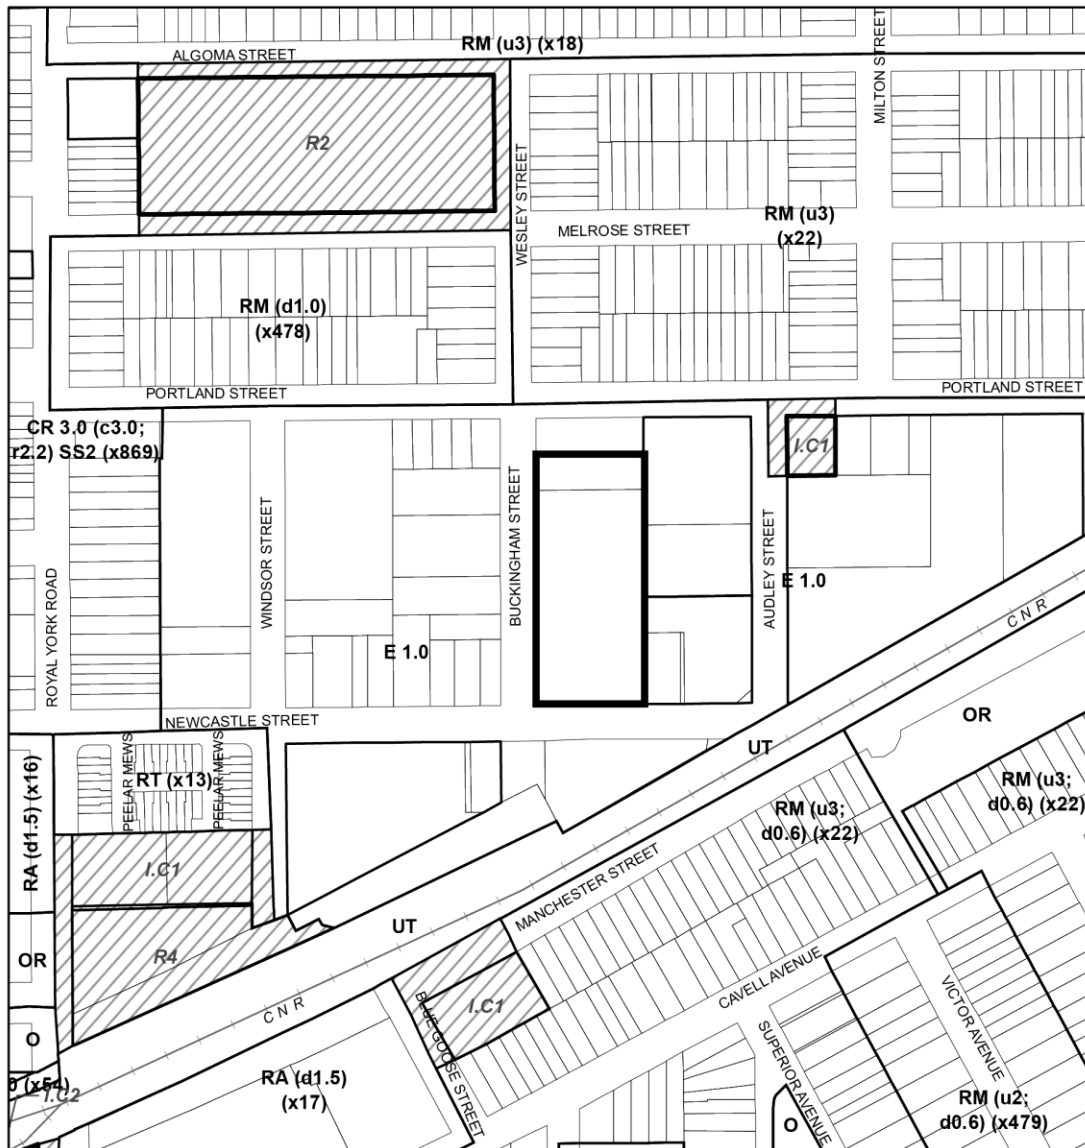 RM (u3) (x18)
ALGOMA STREET
MILTON STREET
R2
WESLEY STREET
RM (u3)
(x22)
MELROSE STREET
RM (d1.0)
(x478)
PORTLAND STREET
PORTLAND STREET
CR 3.0 (c3.0;
r2.2) SS2 (x869)
I.C1
ROYAL YORK ROAD
WINDSOR STREET
BUCKINGHAM STREET
AUDLEY STREET
E 1.0
E 1.0
CNR
NEWCASTLE STREET
OR
UT
RA (d1.5) (x16)
PEELAR MEWS
RT (x13)
PEELAR MEWS
RM (u3;
d0.6) (x22)
RM (u3;
d0.6) (x22)
MANCHESTER STREET
I.C1
R4
UT
OR
CNR
I.C1
BLUE GOOSE STREET
CAVELL AVENUE
VICTOR AVENUE
SUPERIOR AVENUE
O
(x54)
I.C2
RA (d1.5)
(x17)
O
RM (u2;
d0.6) (x479)